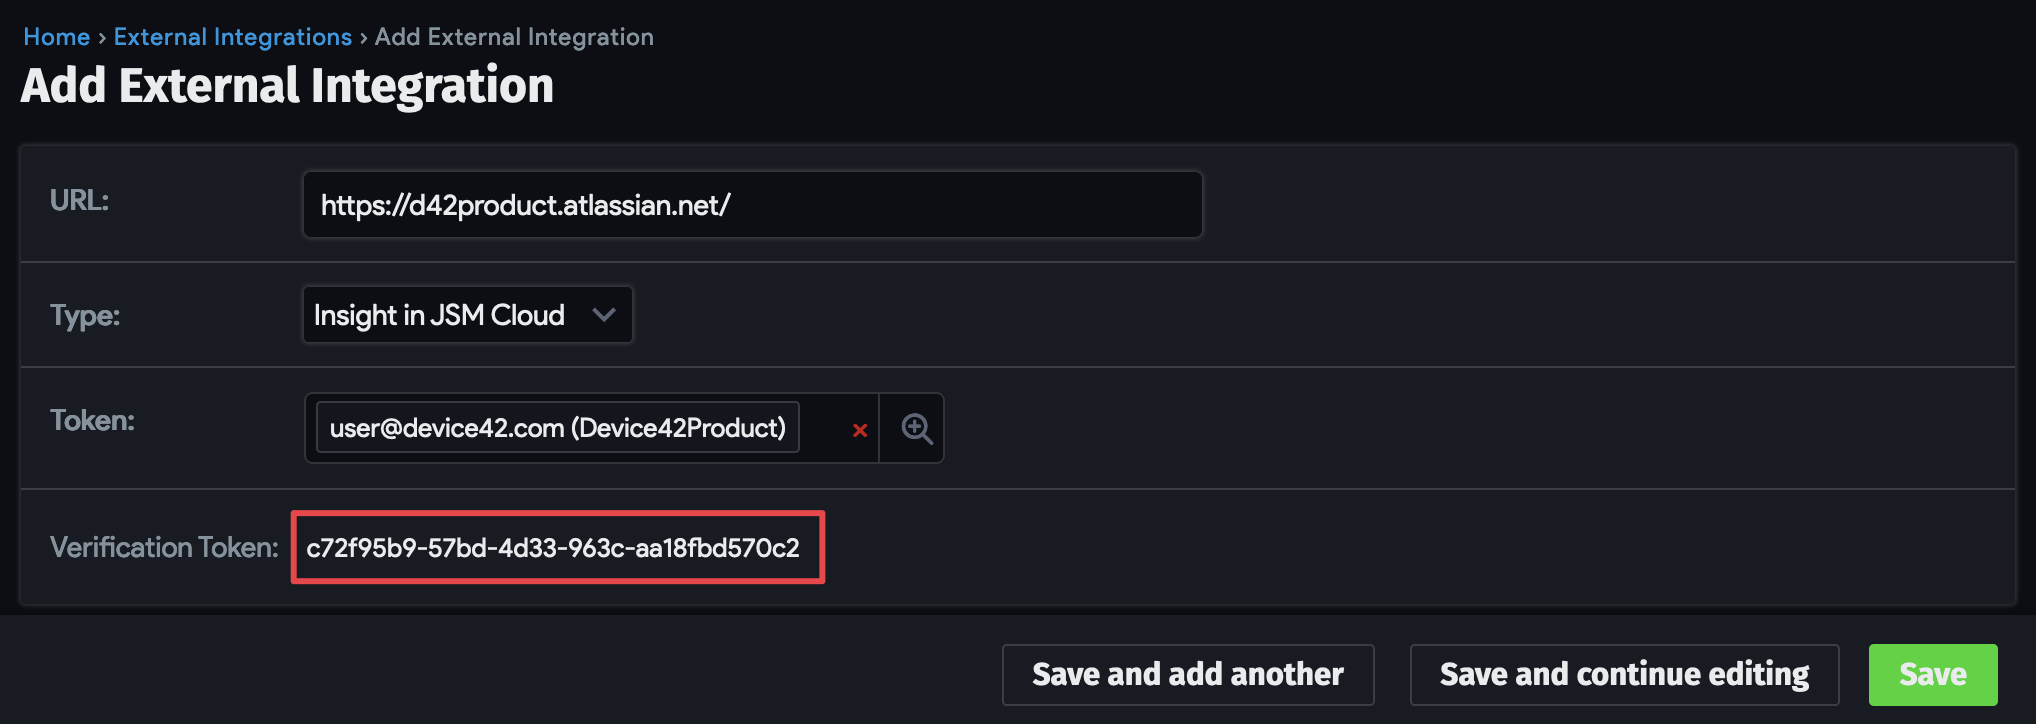 Home › External Integrations › Add External Integration
Add External Integration
URL: https://d42product.atlassian.net/
Type: Insight in JSM Cloud
Token: user@device42.com (Device42Product)
Verification Token: c72f95b9-57bd-4d33-963c-aa18fbd570c2
Save and add another Save and continue editing Save